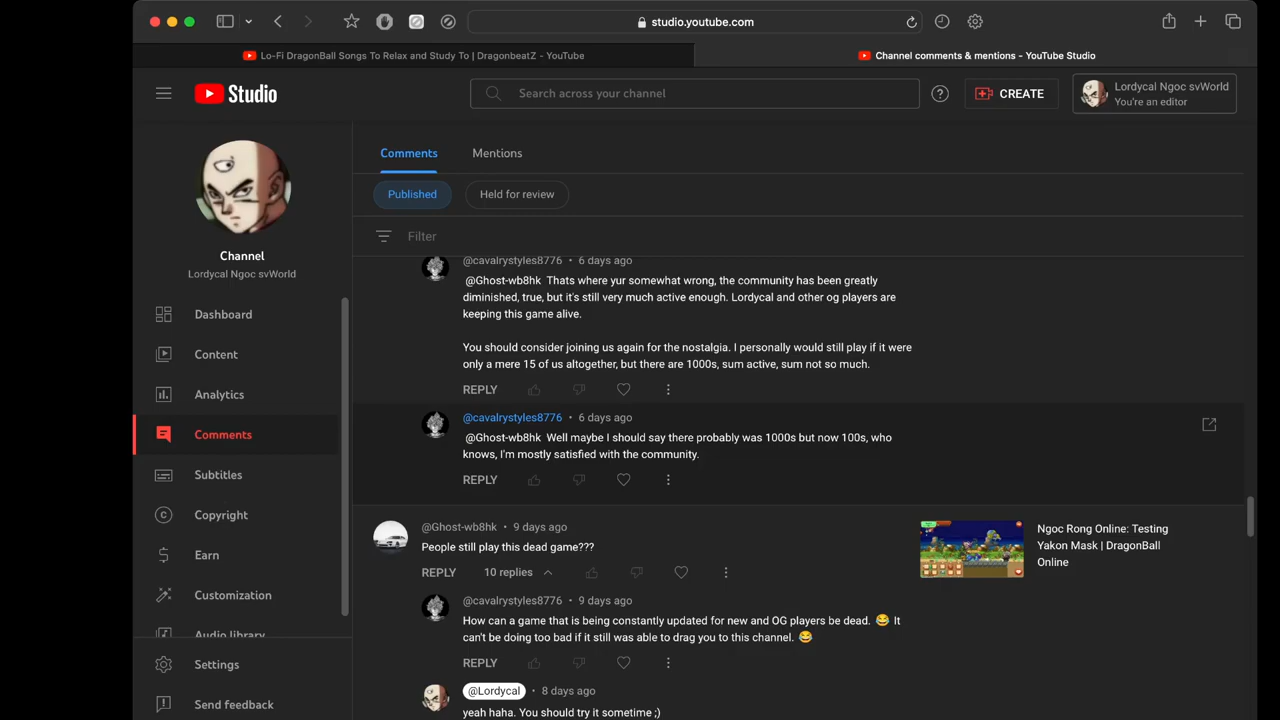 studio.youtube.com
Lo-Fi DragonBall Songs To Relax and Study To | DragonbeatZ - YouTube
Channel comments & mentions - YouTube Studio
Studio
Search across your channel
CREATE
Lordycal Ngoc svWorld
You're an editor
Channel
Lordycal Ngoc svWorld
Dashboard
Content
Analytics
Comments
Subtitles
Copyright
Earn
Customization
Audio library
Settings
Send feedback
Comments
Mentions
Published
Held for review
Filter
@cavalrystyles8776 • 6 days ago
@Ghost-wb8hk Thats where yur somewhat wrong, the community has been greatly
diminished, true, but it's still very much active enough. Lordycal and other og players are
keeping this game alive.
You should consider joining us again for the nostalgia. I personally would still play if it were
only a mere 15 of us altogether, but there are 1000s, sum active, sum not so much.
REPLY
@cavalrystyles8776 • 6 days ago
@Ghost-wb8hk Well maybe I should say there probably was 1000s but now 100s, who
knows, I'm mostly satisfied with the community.
REPLY
@Ghost-wb8hk • 9 days ago
People still play this dead game???
REPLY 10 replies
Ngoc Rong Online: Testing
Yakon Mask | DragonBall
Online
@cavalrystyles8776 • 9 days ago
How can a game that is being constantly updated for new and OG players be dead. 😂 It
can't be doing too bad if it still was able to drag you to this channel. 😂
REPLY
@Lordycal • 8 days ago
yeah haha. You should try it sometime ;)